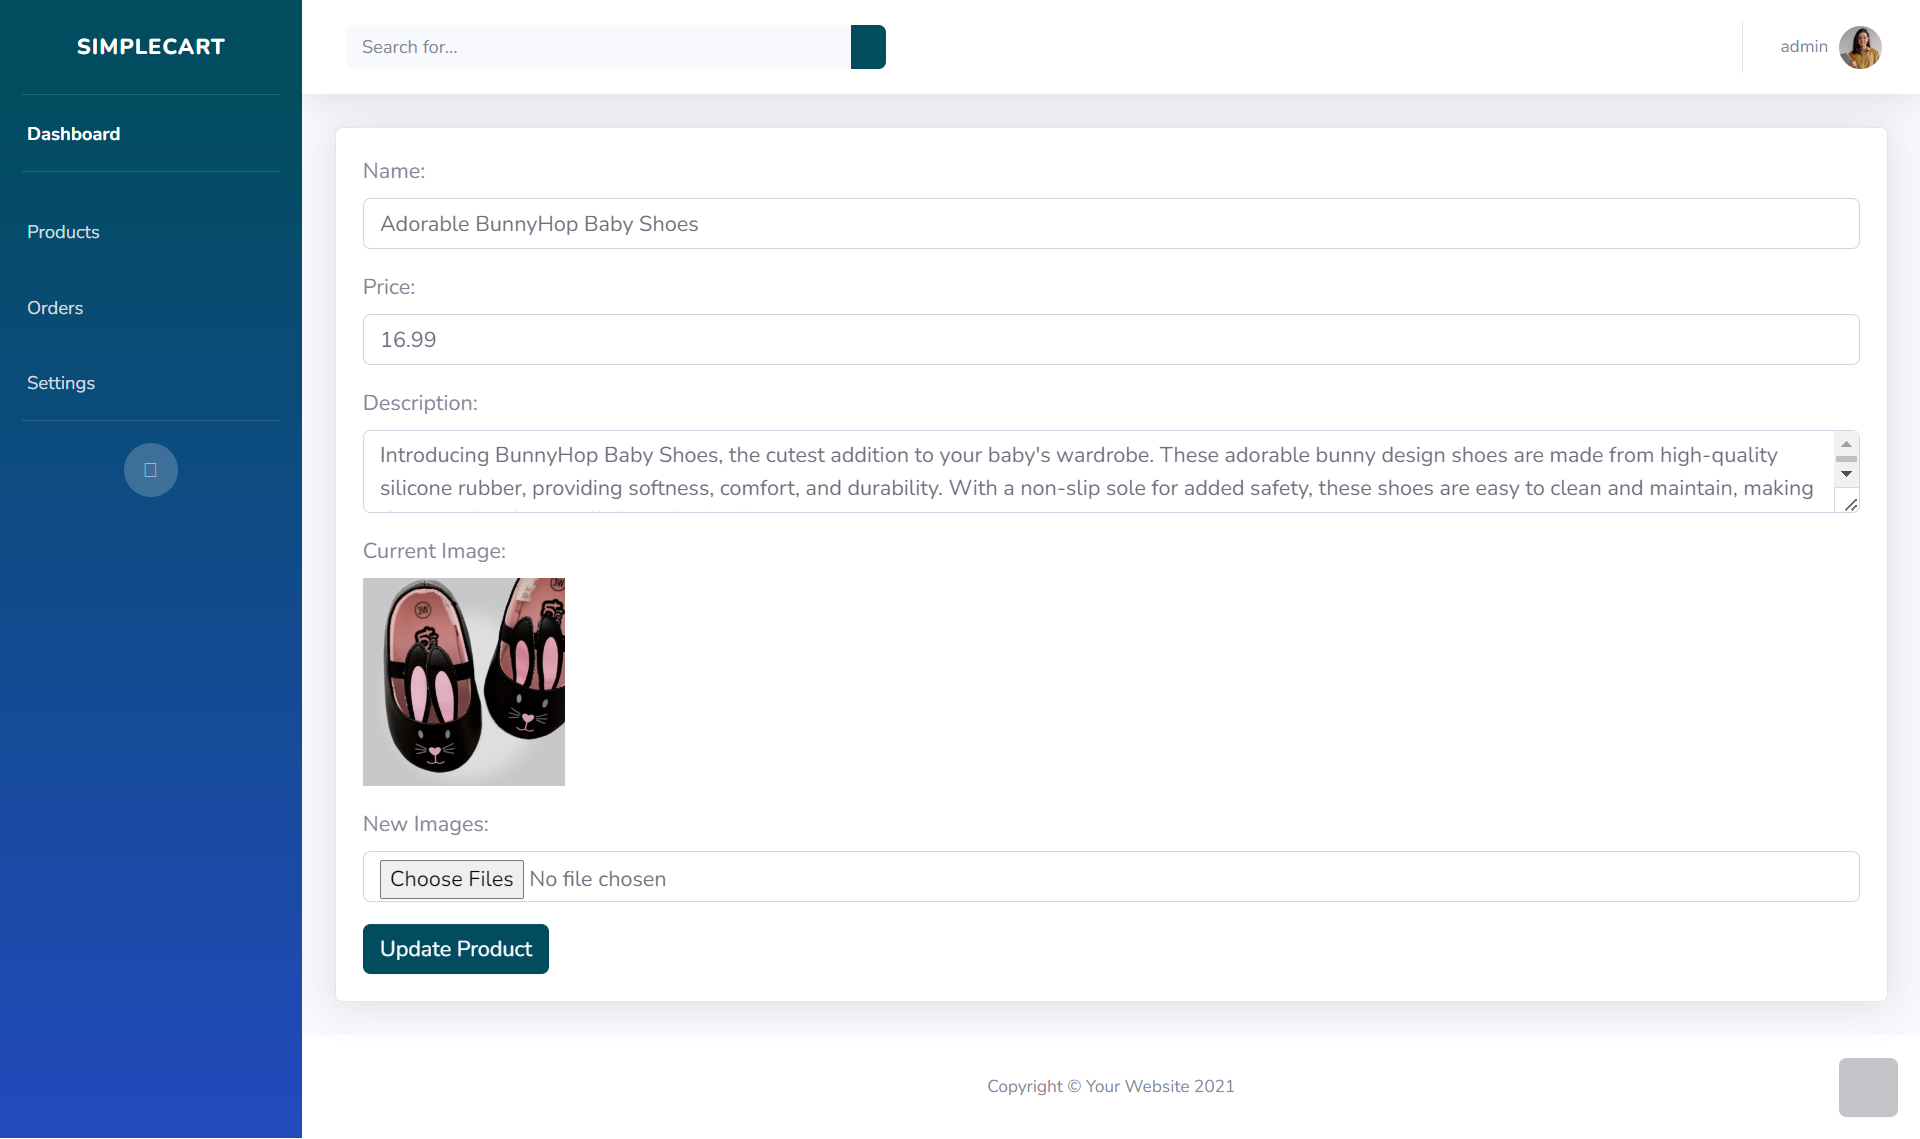 SIMPLECART
Search for...
admin
Dashboard
Products
Orders
Settings
Name:
Adorable BunnyHop Baby Shoes
Price:
16.99
Description:
Introducing BunnyHop Baby Shoes, the cutest addition to your baby's wardrobe. These adorable bunny design shoes are made from high-quality
silicone rubber, providing softness, comfort, and durability. With a non-slip sole for added safety, these shoes are easy to clean and maintain, making
Current Image:
3W
3W
New Images:
Choose Files No file chosen
Update Product
Copyright © Your Website 2021